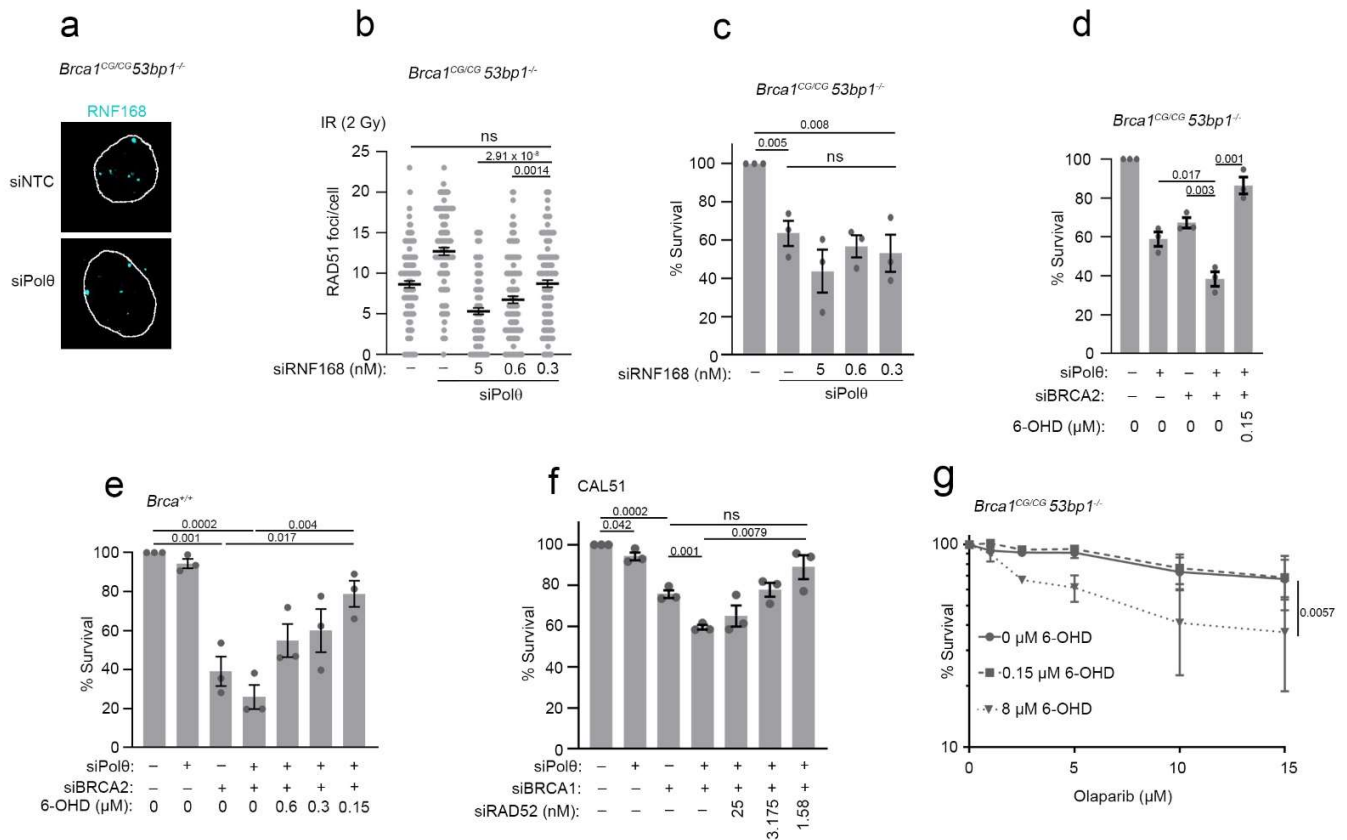 a
Brca1CG/CG 53bp1-/-
RNF168
siNTC
siPolθ
b
Brca1CG/CG 53bp1-/-
IR (2 Gy)
ns
2.91 x 10-8
0.0014
RAD51 foci/cell
25
20
15
10
5
0
siRNF168 (nM): – – 5 0.6 0.3
siPolθ
c
Brca1CG/CG 53bp1-/-
0.008
0.005
ns
% Survival
100
80
60
40
20
0
siRNF168 (nM): – – 5 0.6 0.3
siPolθ
d
Brca1CG/CG 53bp1-/-
0.001
0.017
0.003
% Survival
100
80
60
40
20
0
siPolθ: – + – + +
siBRCA2: – – + + +
6-OHD (µM): 0 0 0 0 0.15
e
Brca+/+
0.0002 0.004
0.001 0.017
% Survival
100
80
60
40
20
0
siPolθ: – + – + + + +
siBRCA2: – – + + + + +
6-OHD (µM): 0 0 0 0 0.6 0.3 0.15
f
CAL51
0.0002 ns
0.042 0.0079
0.001
% Survival
100
80
60
40
20
0
siPolθ: – + – + + + +
siBRCA1: – – + + + + +
siRAD52 (nM): – – – – 25 3.175 1.58
g
Brca1CG/CG 53bp1-/-
100
10
% Survival
0.0057
0 µM 6-OHD
0.15 µM 6-OHD
8 µM 6-OHD
0 5 10 15
Olaparib (µM)